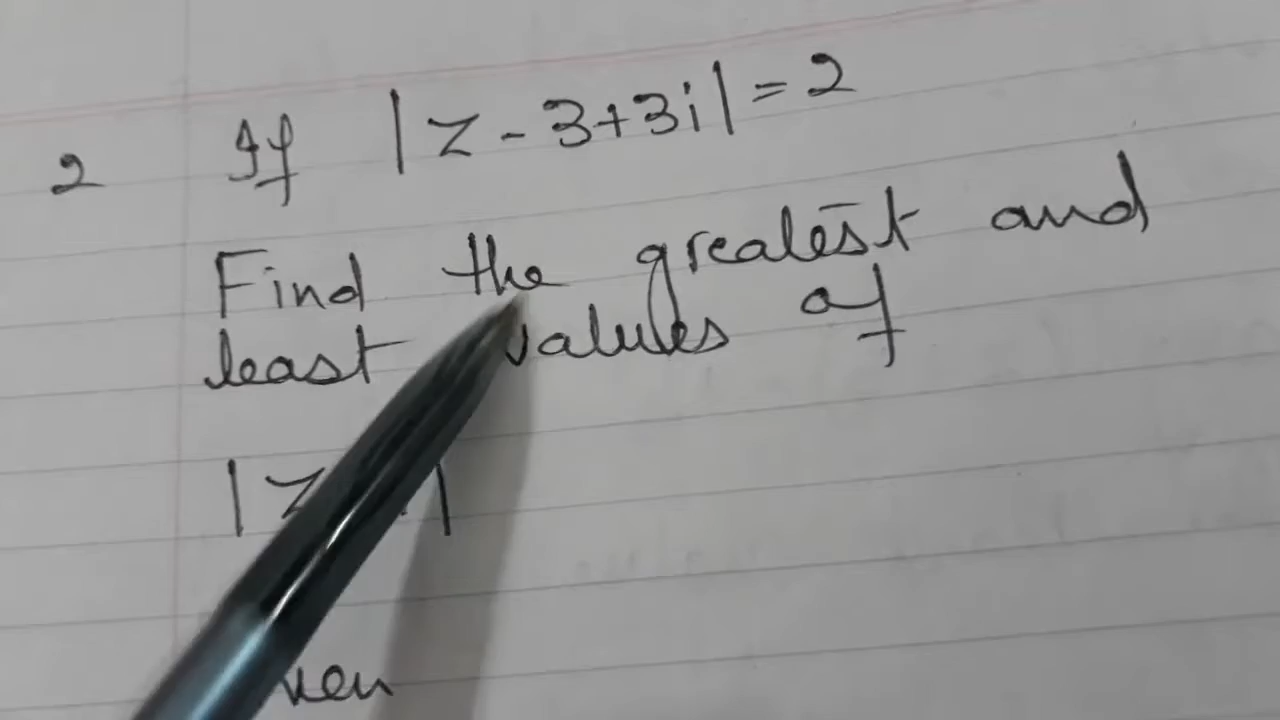 2 If |z-3+3i|=2
Find the greatest and
least values of
|z